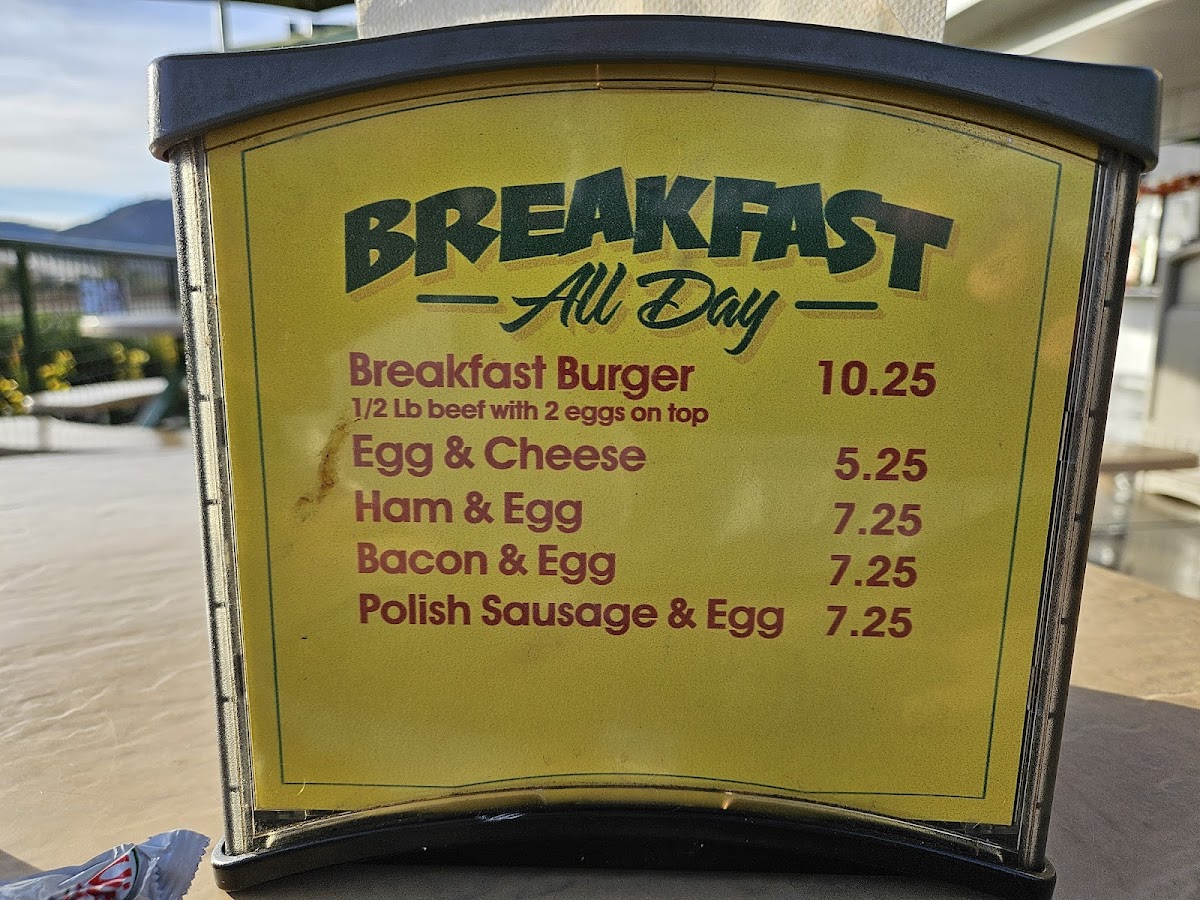 BREAKFAST
All Day
Breakfast Burger 10.25
1/2 Lb beef with 2 eggs on top
Egg & Cheese 5.25
Ham & Egg 7.25
Bacon & Egg 7.25
Polish Sausage & Egg 7.25